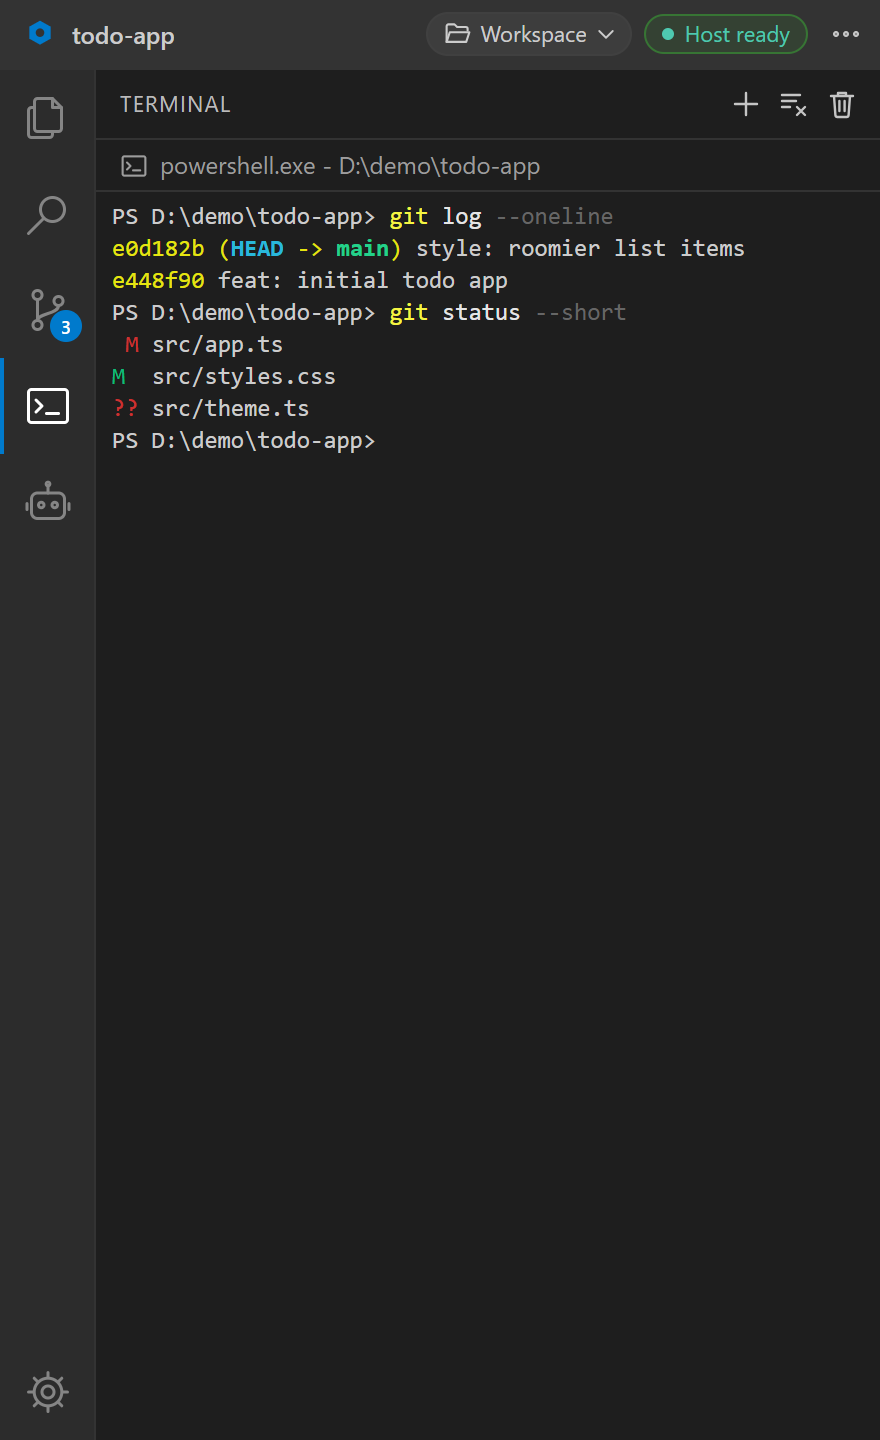 todo-app
Workspace
Host ready
TERMINAL
powershell.exe - D:\demo\todo-app
PS D:\demo\todo-app> git log --oneline
e0d182b (HEAD -> main) style: roomier list items
e448f90 feat: initial todo app
PS D:\demo\todo-app> git status --short
 M src/app.ts
M  src/styles.css
?? src/theme.ts
PS D:\demo\todo-app>
3